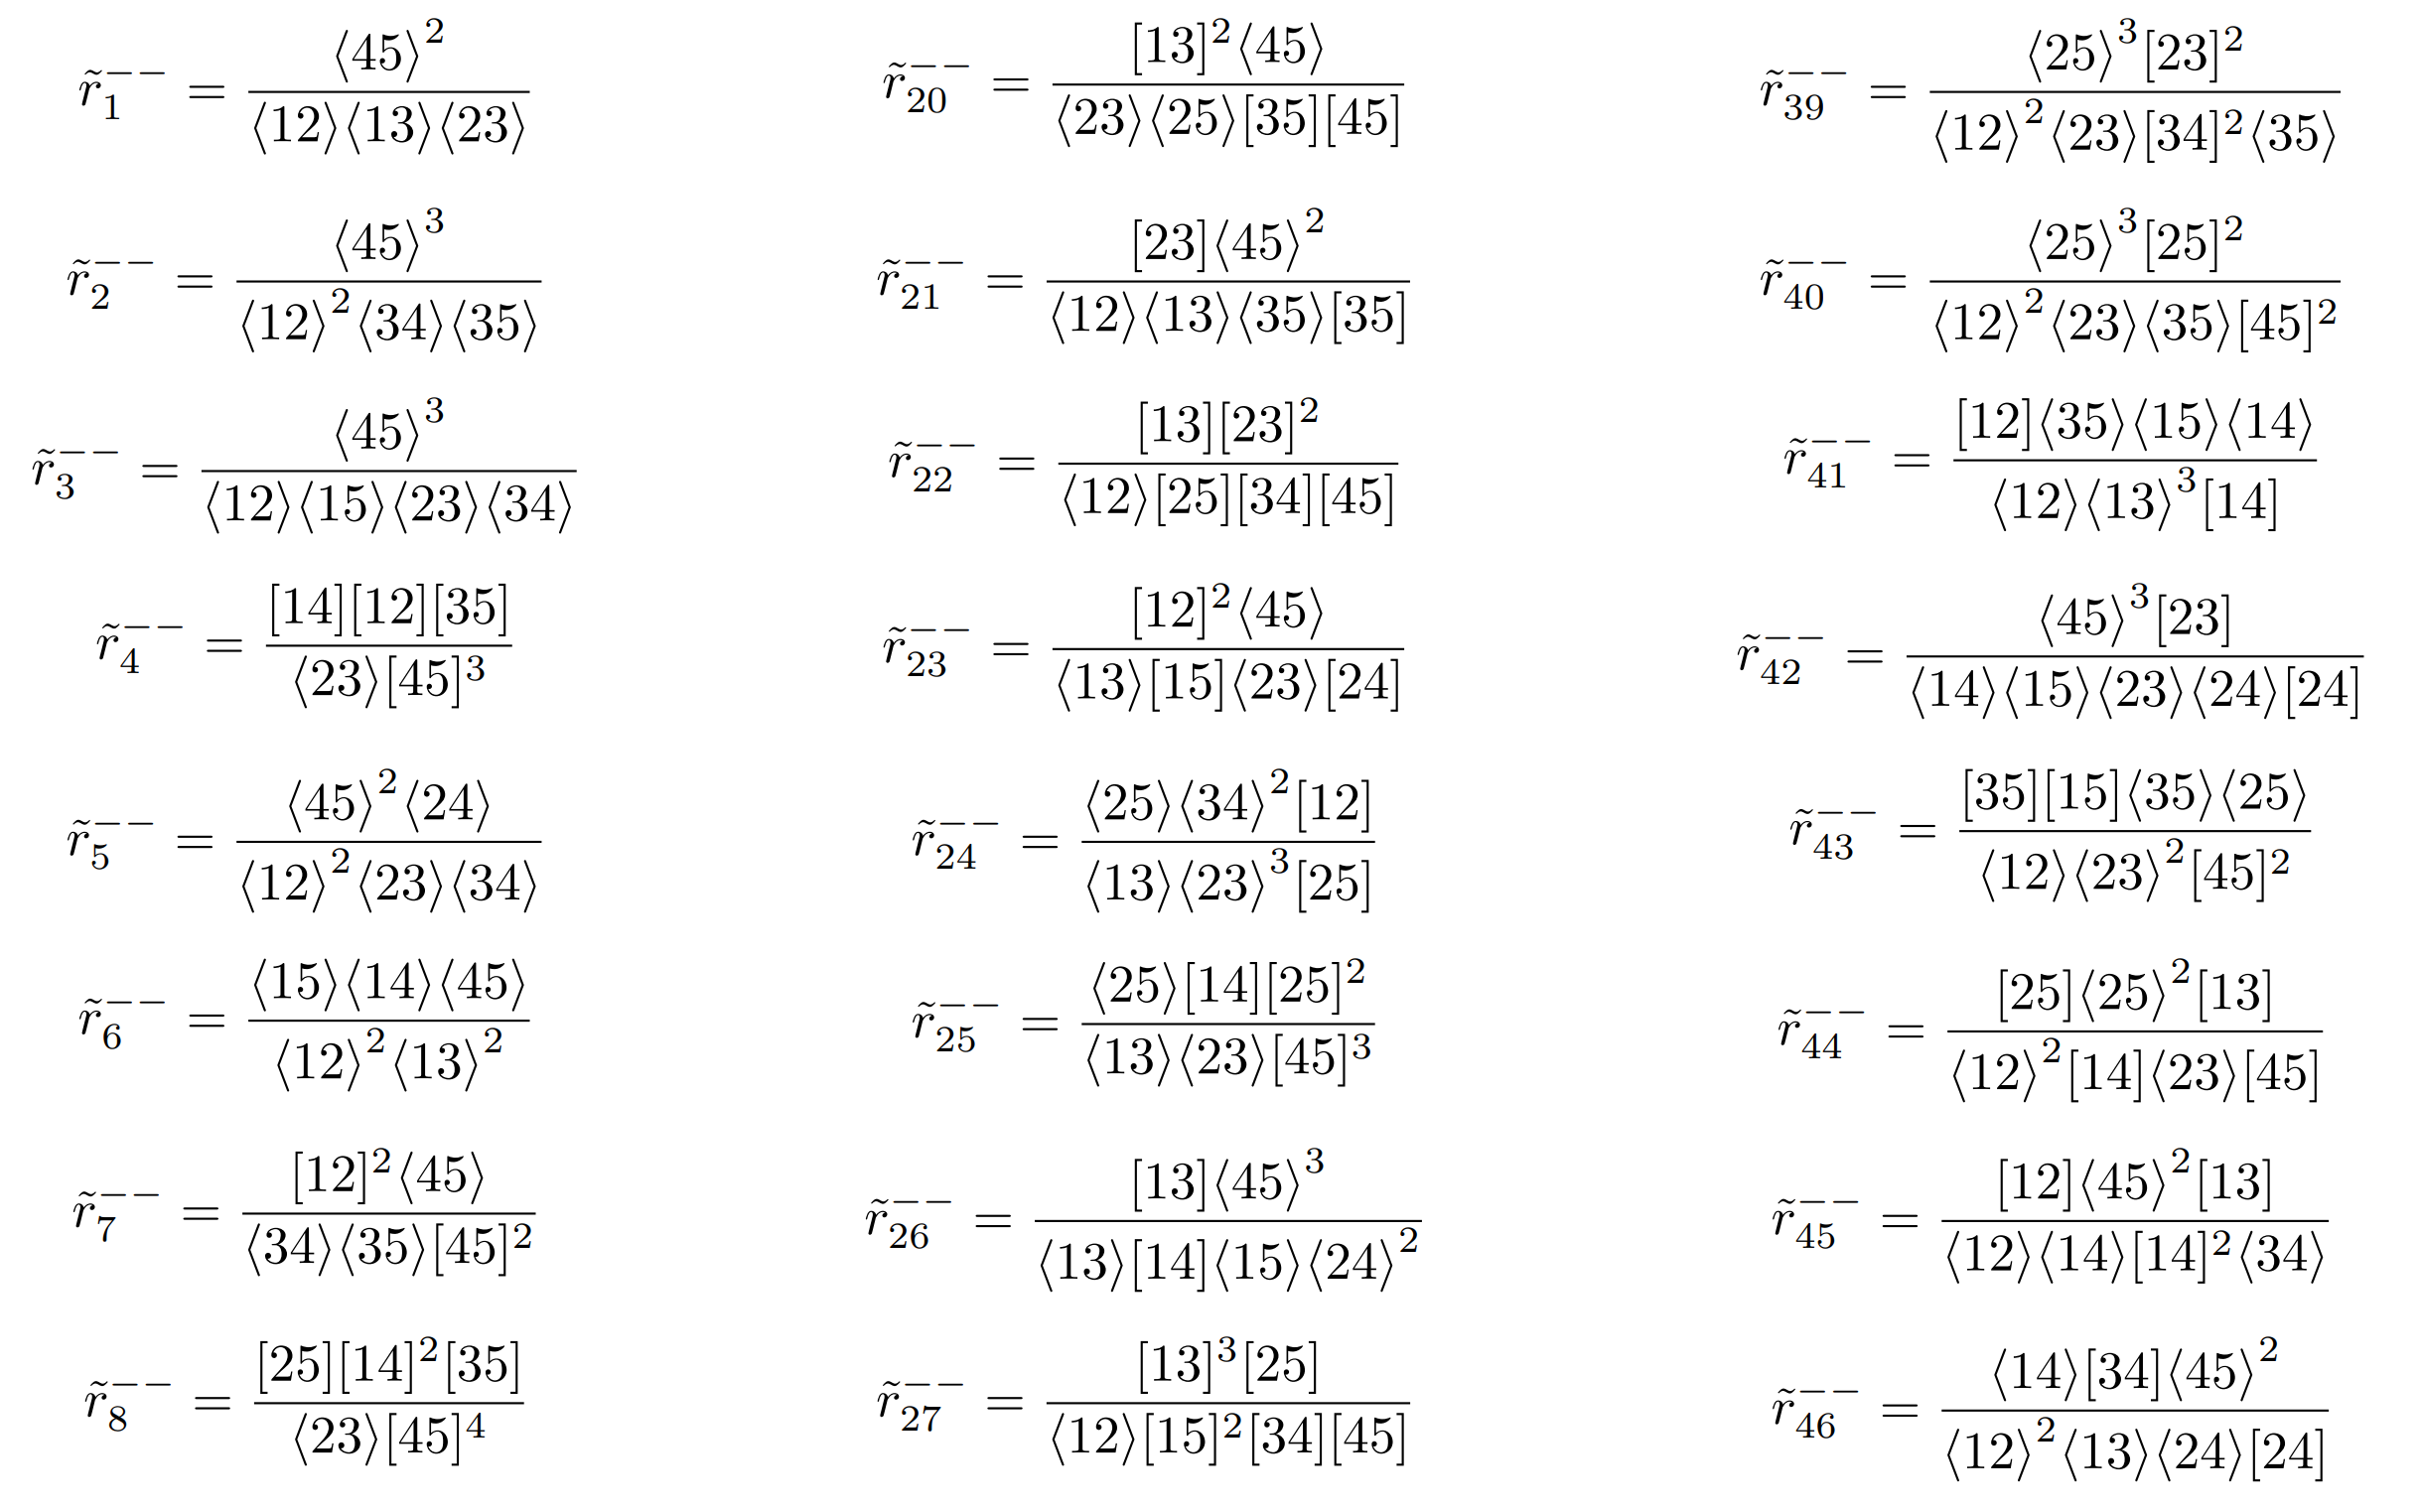 $\tilde{r}_{1}^{--} = \frac{\langle 45\rangle^2}{\langle 12\rangle\langle 13\rangle\langle 23\rangle}$ $\tilde{r}_{20}^{--} = \frac{[13]^2\langle 45\rangle}{\langle 23\rangle\langle 25\rangle[35][45]}$ $\tilde{r}_{39}^{--} = \frac{\langle 25\rangle^3[23]^2}{\langle 12\rangle^2\langle 23\rangle[34]^2\langle 35\rangle}$
$\tilde{r}_{2}^{--} = \frac{\langle 45\rangle^3}{\langle 12\rangle^2\langle 34\rangle\langle 35\rangle}$ $\tilde{r}_{21}^{--} = \frac{[23]\langle 45\rangle^2}{\langle 12\rangle\langle 13\rangle\langle 35\rangle[35]}$ $\tilde{r}_{40}^{--} = \frac{\langle 25\rangle^3[25]^2}{\langle 12\rangle^2\langle 23\rangle\langle 35\rangle[45]^2}$
$\tilde{r}_{3}^{--} = \frac{\langle 45\rangle^3}{\langle 12\rangle\langle 15\rangle\langle 23\rangle\langle 34\rangle}$ $\tilde{r}_{22}^{--} = \frac{[13][23]^2}{\langle 12\rangle[25][34][45]}$ $\tilde{r}_{41}^{--} = \frac{[12]\langle 35\rangle\langle 15\rangle\langle 14\rangle}{\langle 12\rangle\langle 13\rangle^3[14]}$
$\tilde{r}_{4}^{--} = \frac{[14][12][35]}{\langle 23\rangle[45]^3}$ $\tilde{r}_{23}^{--} = \frac{[12]^2\langle 45\rangle}{\langle 13\rangle[15]\langle 23\rangle[24]}$ $\tilde{r}_{42}^{--} = \frac{\langle 45\rangle^3[23]}{\langle 14\rangle\langle 15\rangle\langle 23\rangle\langle 24\rangle[24]}$
$\tilde{r}_{5}^{--} = \frac{\langle 45\rangle^2\langle 24\rangle}{\langle 12\rangle^2\langle 23\rangle\langle 34\rangle}$ $\tilde{r}_{24}^{--} = \frac{\langle 25\rangle\langle 34\rangle^2[12]}{\langle 13\rangle\langle 23\rangle^3[25]}$ $\tilde{r}_{43}^{--} = \frac{[35][15]\langle 35\rangle\langle 25\rangle}{\langle 12\rangle\langle 23\rangle^2[45]^2}$
$\tilde{r}_{6}^{--} = \frac{\langle 15\rangle\langle 14\rangle\langle 45\rangle}{\langle 12\rangle^2\langle 13\rangle^2}$ $\tilde{r}_{25}^{--} = \frac{\langle 25\rangle[14][25]^2}{\langle 13\rangle\langle 23\rangle[45]^3}$ $\tilde{r}_{44}^{--} = \frac{[25]\langle 25\rangle^2[13]}{\langle 12\rangle^2[14]\langle 23\rangle[45]}$
$\tilde{r}_{7}^{--} = \frac{[12]^2\langle 45\rangle}{\langle 34\rangle\langle 35\rangle[45]^2}$ $\tilde{r}_{26}^{--} = \frac{[13]\langle 45\rangle^3}{\langle 13\rangle[14]\langle 15\rangle\langle 24\rangle^2}$ $\tilde{r}_{45}^{--} = \frac{[12]\langle 45\rangle^2[13]}{\langle 12\rangle\langle 14\rangle[14]^2\langle 34\rangle}$
$\tilde{r}_{8}^{--} = \frac{[25][14]^2[35]}{\langle 23\rangle[45]^4}$ $\tilde{r}_{27}^{--} = \frac{[13]^3[25]}{\langle 12\rangle[15]^2[34][45]}$ $\tilde{r}_{46}^{--} = \frac{\langle 14\rangle[34]\langle 45\rangle^2}{\langle 12\rangle^2\langle 13\rangle\langle 24\rangle[24]}$